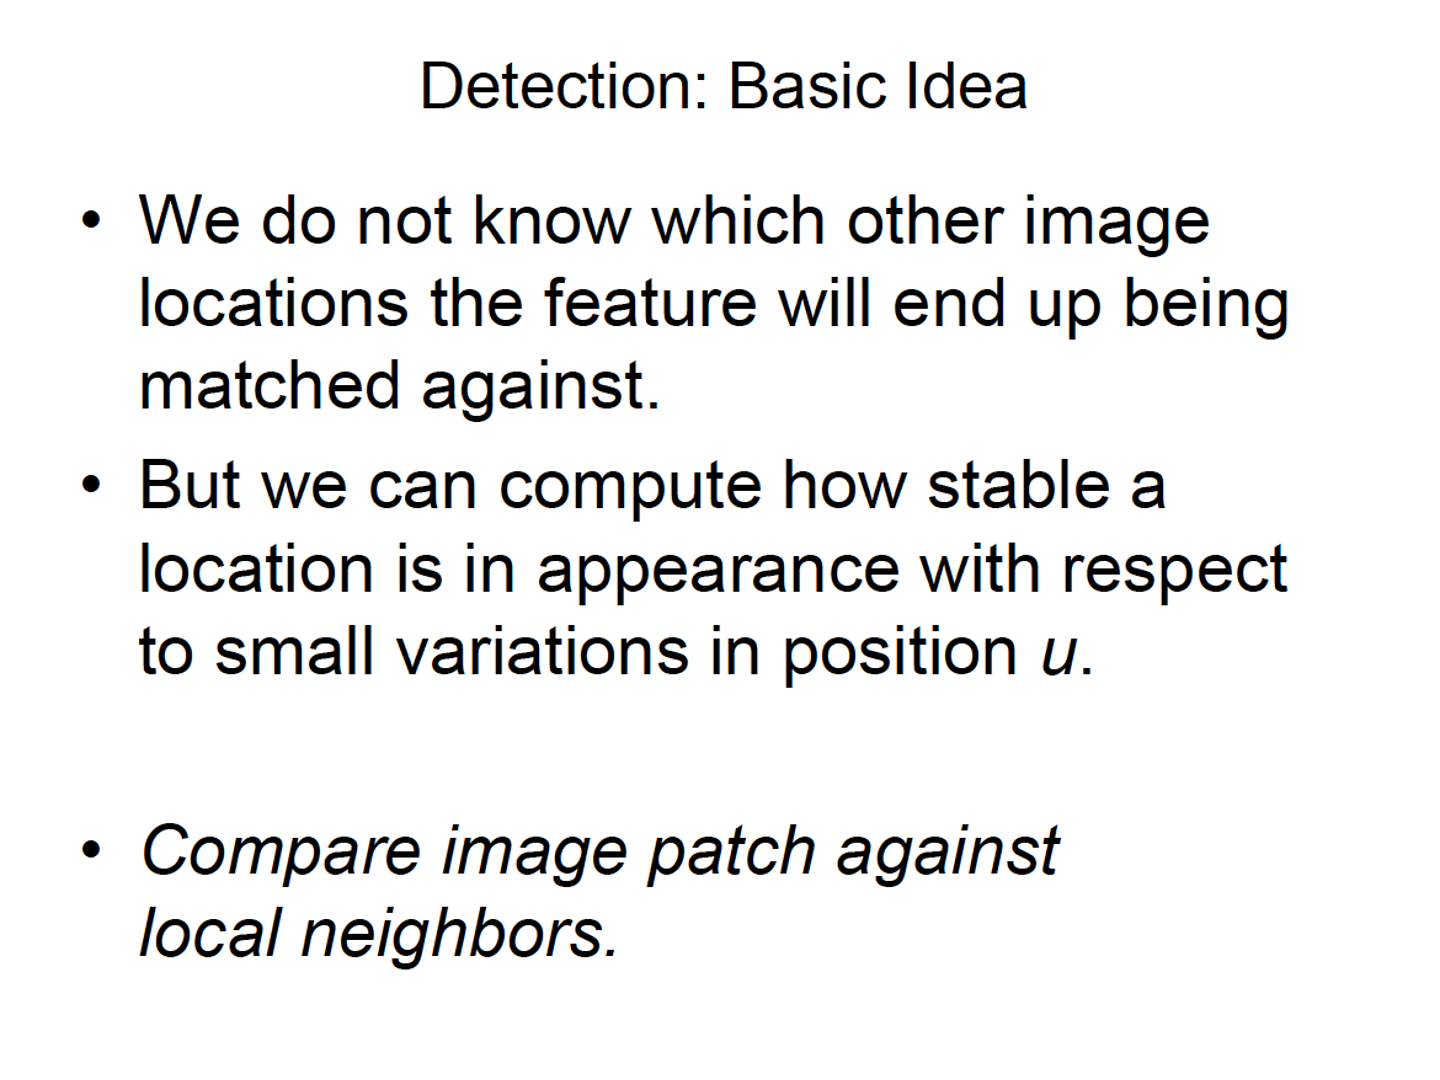 Detection: Basic Idea
• We do not know which other image
locations the feature will end up being
matched against.
• But we can compute how stable a
location is in appearance with respect
to small variations in position u.
• Compare image patch against
local neighbors.